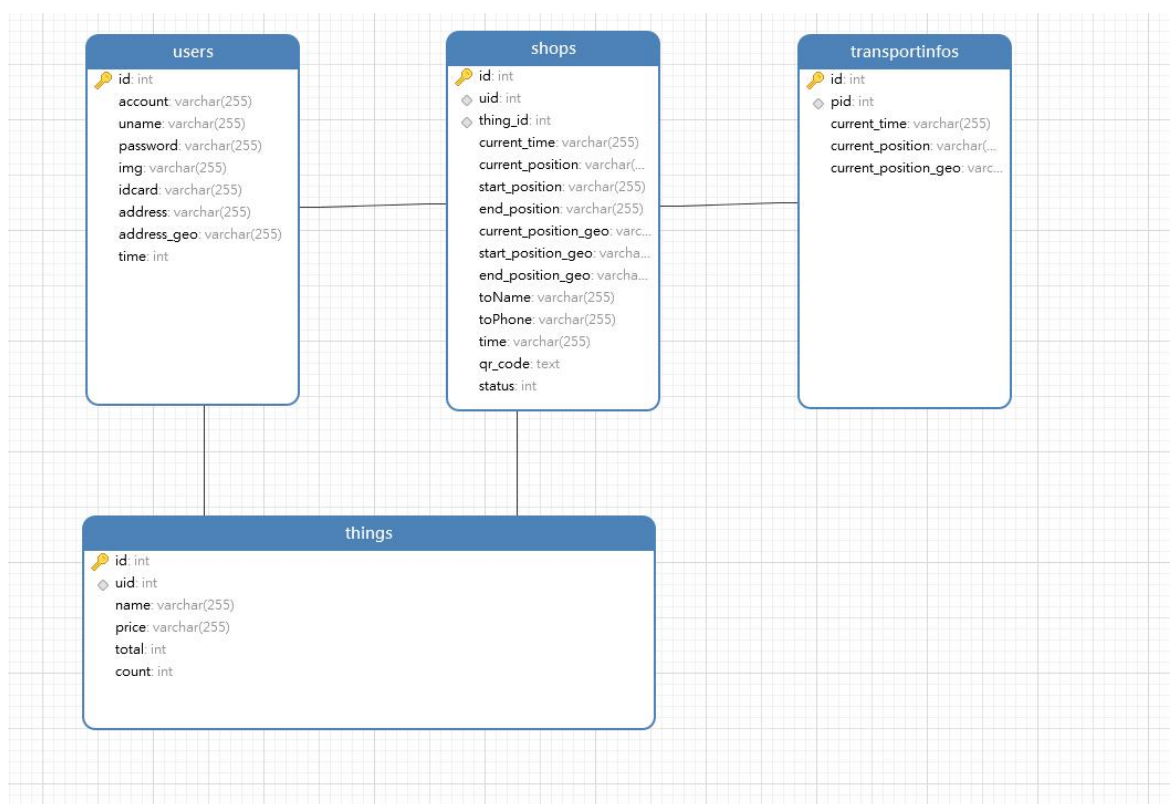 users
id: int
account: varchar(255)
uname: varchar(255)
password: varchar(255)
img: varchar(255)
idcard: varchar(255)
address: varchar(255)
address_geo: varchar(255)
time: int
shops
id: int
uid: int
thing_id: int
current_time: varchar(255)
current_position: varchar(...
start_position: varchar(255)
end_position: varchar(255)
current_position_geo: varc...
start_position_geo: varcha...
end_position_geo: varcha...
toName: varchar(255)
toPhone: varchar(255)
time: varchar(255)
qr_code: text
status: int
transportinfos
id: int
pid: int
current_time: varchar(255)
current_position: varchar(...
current_position_geo: varc...
things
id: int
uid: int
name: varchar(255)
price: varchar(255)
total: int
count: int